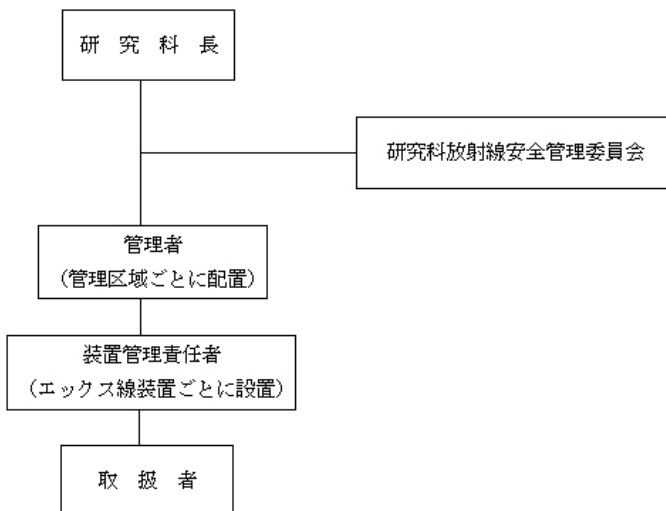 研究科長
研究科放射線安全管理委員会
管理者
(管理区域ごとに配置)
装置管理責任者
(エックス線装置ごとに設置)
取扱者